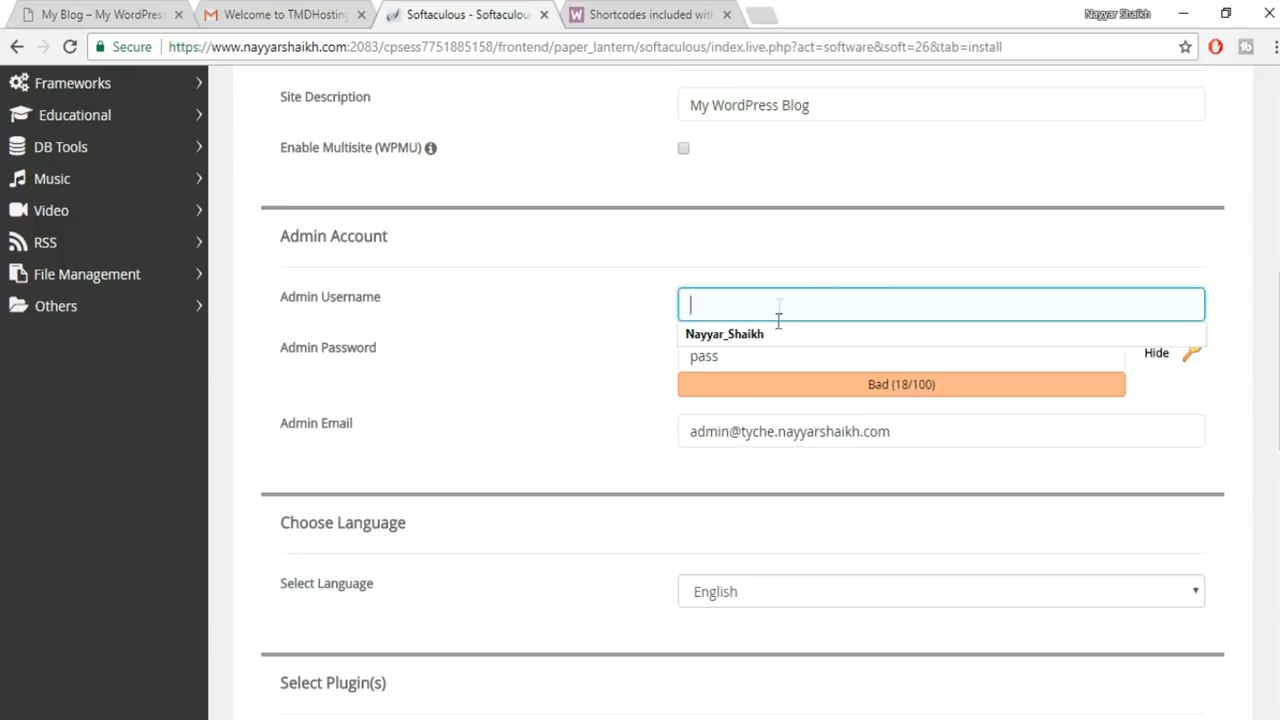 My Blog – My WordPress
Welcome to TMDHosting
Softaculous - Softaculou
Shortcodes included with
Nayyar Shaikh
Secure
https://www.nayyarshaikh.com:2083/cpsess7751885158/frontend/paper_lantern/softaculous/index.live.php?act=software&soft=26&tab=install
Frameworks
Educational
DB Tools
Music
Video
RSS
File Management
Others
Site Description
My WordPress Blog
Enable Multisite (WPMU)
Admin Account
Admin Username
Nayyar_Shaikh
Admin Password
pass
Hide
Bad (18/100)
Admin Email
admin@tyche.nayyarshaikh.com
Choose Language
Select Language
English
Select Plugin(s)